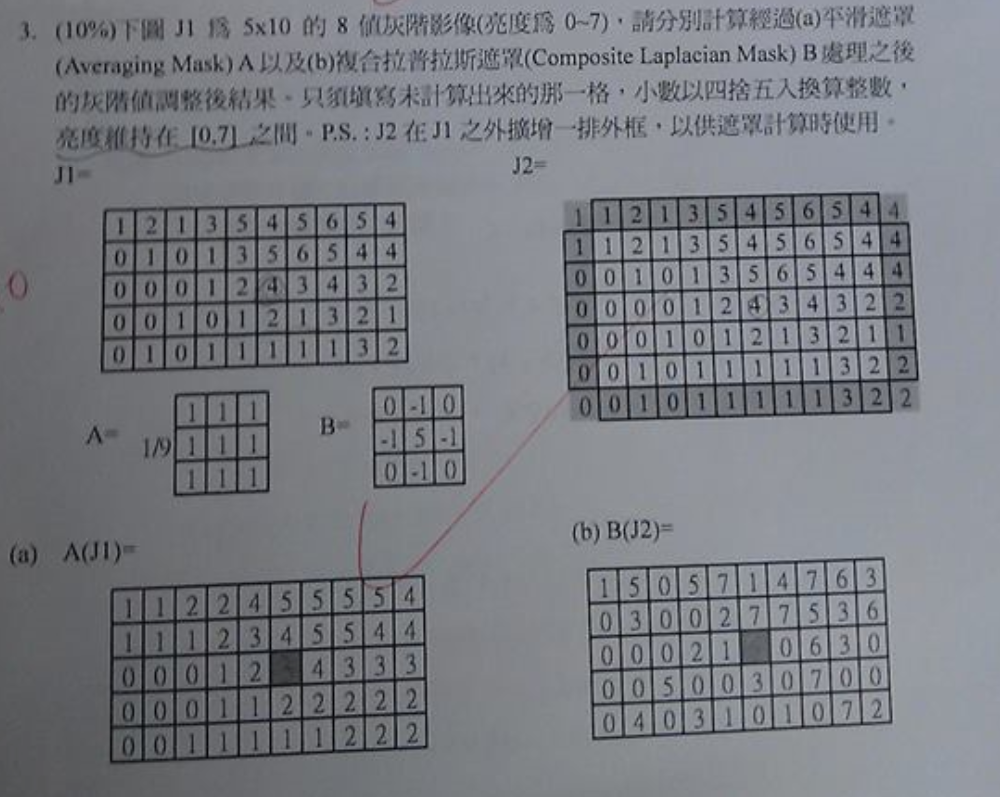 3. (10%)下圖 J1 爲 5x10 的 8 值灰階影像(亮度爲 0~7)，請分別計算經過(a)平滑遮罩
(Averaging Mask) A 以及(b)複合拉普拉斯遮罩(Composite Laplacian Mask) B 處理之後
的灰階值調整後結果。只須填寫未計算出來的那一格，小數以四捨五入換算整數，
亮度維持在 [0,7] 之間。P.S. : J2 在 J1 之外擴增一排外框，以供遮罩計算時使用。
J1=
1 2 1 3 5 4 5 6 5 4
0 1 0 1 3 5 6 5 4 4
0 0 0 1 2 4 3 4 3 2
0 0 1 0 1 2 1 3 2 1
0 1 0 1 1 1 1 1 3 2
J2=
1 1 2 1 3 5 4 5 6 5 4 4
1 1 2 1 3 5 4 5 6 5 4 4
0 0 1 0 1 3 5 6 5 4 4 4
0 0 0 0 1 2 4 3 4 3 2 2
0 0 0 1 0 1 2 1 3 2 1 1
0 0 1 0 1 1 1 1 1 3 2 2
0 0 1 0 1 1 1 1 1 3 2 2
0
A= 1/9
1 1 1
1 1 1
1 1 1
B=
0 -1 0
-1 5 -1
0 -1 0
(a) A(J1)=
1 1 2 2 4 5 5 5 5 4
1 1 1 2 3 4 5 5 4 4
0 0 0 1 2 4 3 3 3
0 0 0 1 1 2 2 2 2 2
0 0 1 1 1 1 1 2 2 2
(b) B(J2)=
1 5 0 5 7 1 4 7 6 3
0 3 0 0 2 7 7 5 3 6
0 0 0 2 1 0 6 3 0
0 0 5 0 0 3 0 7 0 0
0 4 0 3 1 0 1 0 7 2